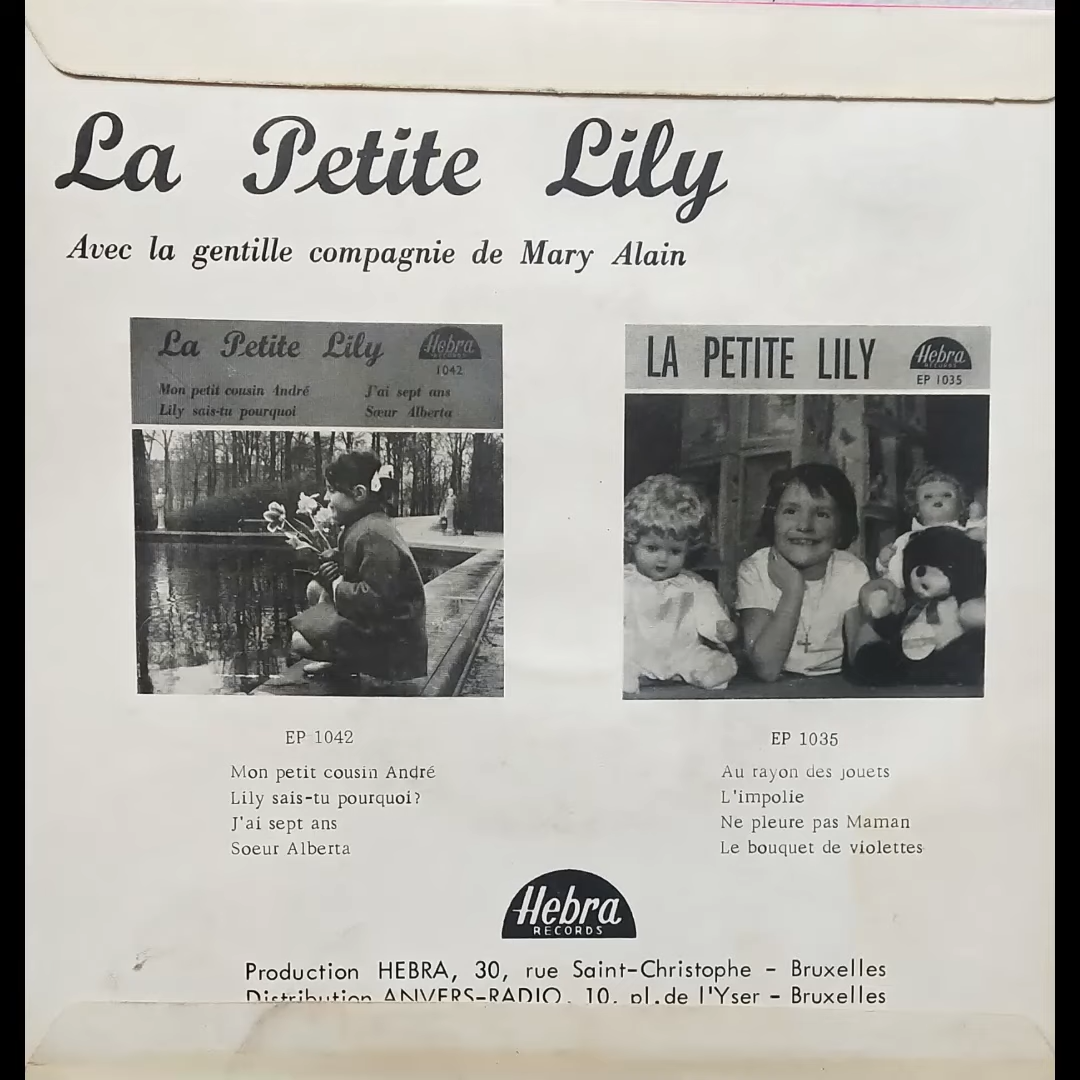 La Petite Lily
Avec la gentille compagnie de Mary Alain
La Petite Lily
Hebra
RECORDS
1042
Mon petit cousin André J'ai sept ans
Lily sais-tu pourquoi Sœur Alberta
LA PETITE LILY
Hebra
RECORDS
EP 1035
EP 1042
Mon petit cousin André
Lily sais-tu pourquoi?
J'ai sept ans
Soeur Alberta
EP 1035
Au rayon des jouets
L'impolie
Ne pleure pas Maman
Le bouquet de violettes
Hebra
RECORDS
Production HEBRA, 30, rue Saint-Christophe - Bruxelles
Distribution ANVERS-RADIO, 10, pl.de l'Yser - Bruxelles